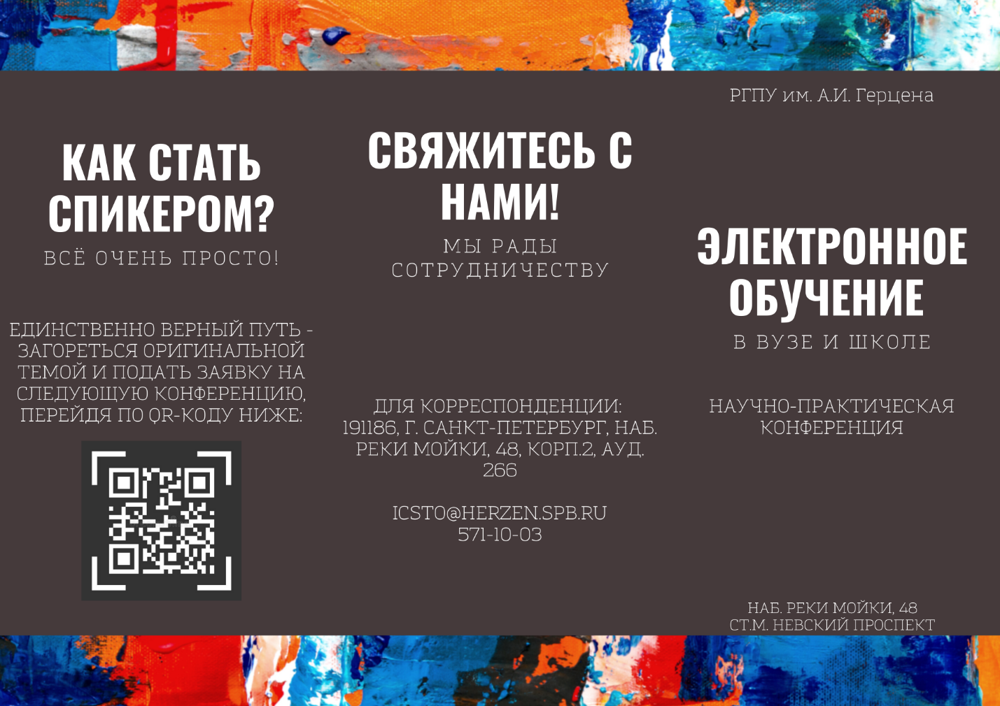 КАК СТАТЬ
СПИКЕРОМ?
ВСЁ ОЧЕНЬ ПРОСТО!
ЕДИНСТВЕННО ВЕРНЫЙ ПУТЬ -
ЗАГОРЕТЬСЯ ОРИГИНАЛЬНОЙ
ТЕМОЙ И ПОДАТЬ ЗАЯВКУ НА
СЛЕДУЮЩУЮ КОНФЕРЕНЦИЮ,
ПЕРЕЙДЯ ПО QR-КОДУ НИЖЕ:
СВЯЖИТЕСЬ С
НАМИ!
МЫ РАДЫ
СОТРУДНИЧЕСТВУ
ДЛЯ КОРРЕСПОНДЕНЦИИ:
191186, Г. САНКТ-ПЕТЕРБУРГ, НАБ.
РЕКИ МОЙКИ, 48, КОРП.2, АУД.
266
ICSTO@HERZEN.SPB.RU
571-10-03
РГПУ им. А.И. Герцена
ЭЛЕКТРОННОЕ
ОБУЧЕНИЕ
В ВУЗЕ И ШКОЛЕ
НАУЧНО-ПРАКТИЧЕСКАЯ
КОНФЕРЕНЦИЯ
НАБ. РЕКИ МОЙКИ, 48
СТ.М. НЕВСКИЙ ПРОСПЕКТ